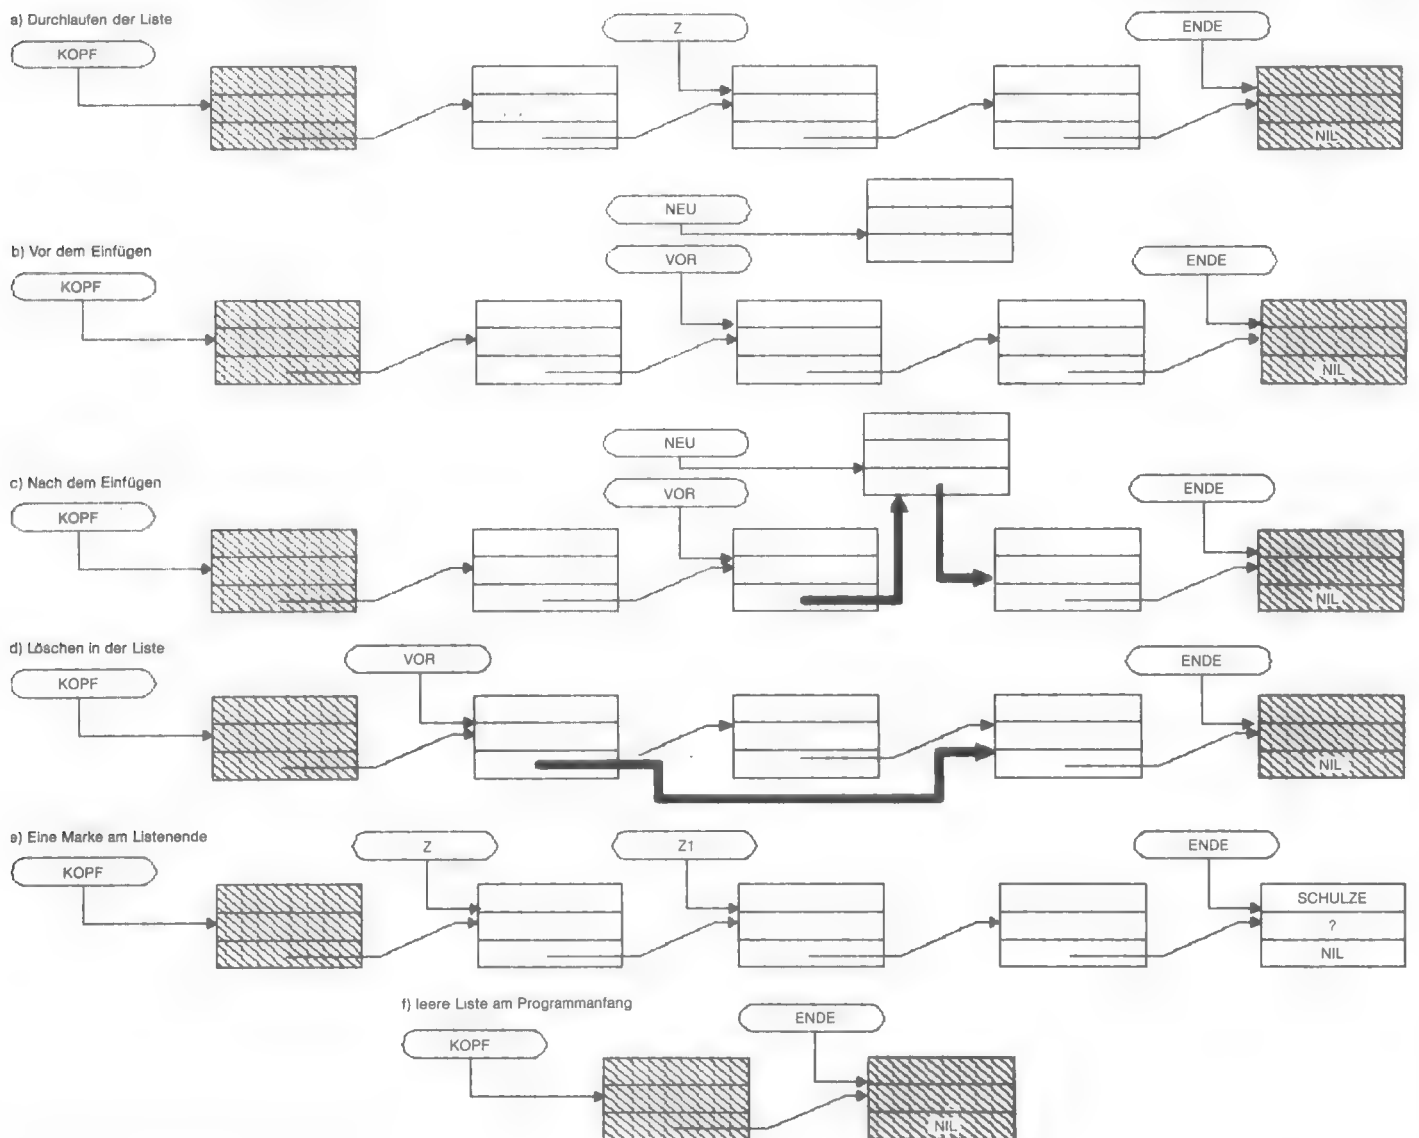 a) Durchlaufen der Liste
KOPF
Z
ENDE
NIL
b) Vor dem Einfügen
KOPF
NEU
VOR
ENDE
NIL
c) Nach dem Einfügen
KOPF
NEU
VOR
ENDE
NIL
d) Löschen in der Liste
KOPF
VOR
ENDE
NIL
e) Eine Marke am Listenende
KOPF
Z
Z1
ENDE
SCHULZE
?
NIL
f) leere Liste am Programmanfang
KOPF
ENDE
NIL